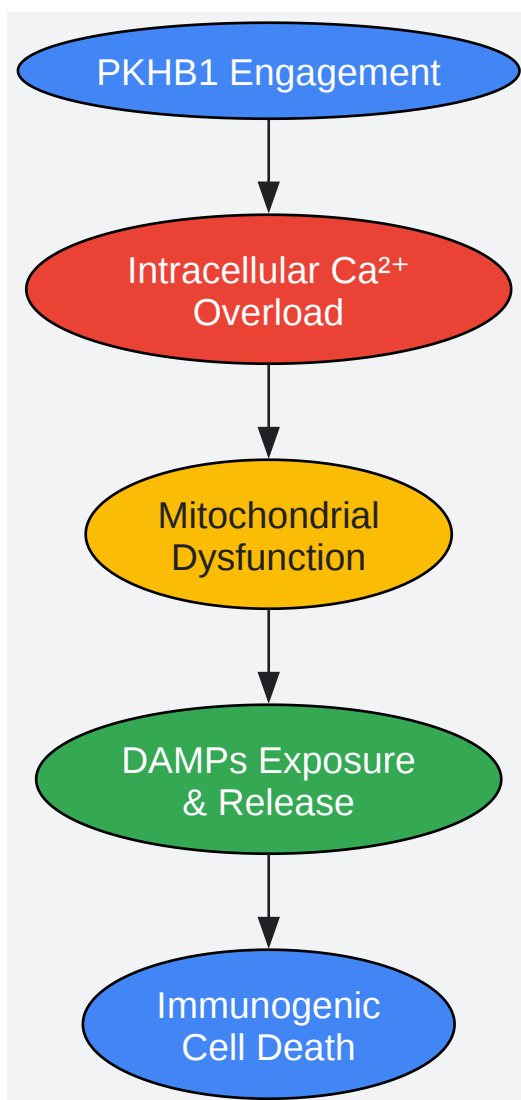 PKHB1 Engagement
Intracellular Ca²⁺
Overload
Mitochondrial
Dysfunction
DAMPs Exposure
& Release
Immunogenic
Cell Death